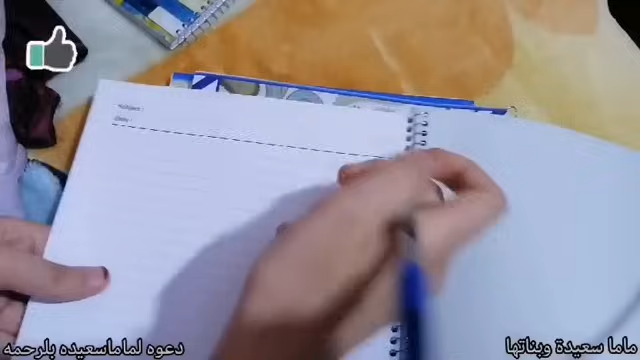 Subject :
Date :
دعوه لماماسعيده بلرحمه
ماما سعيدة وبناتها